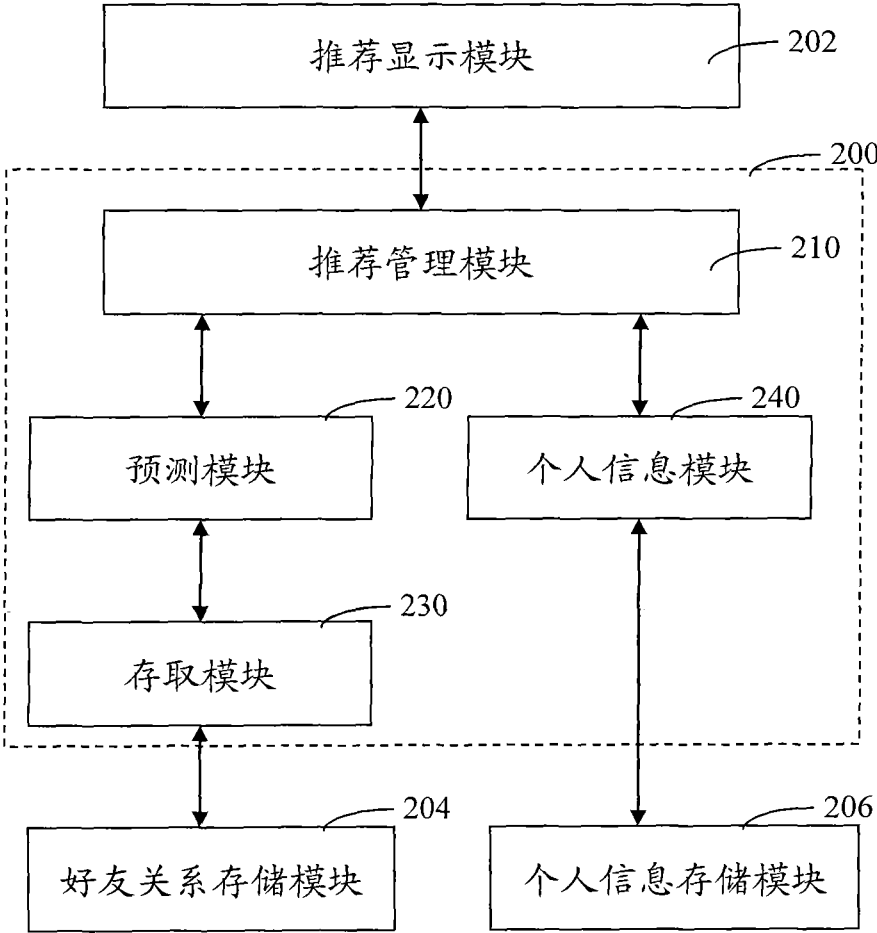 推荐显示模块
202
200
推荐管理模块
210
220
240
预测模块
个人信息模块
230
存取模块
204
206
好友关系存储模块
个人信息存储模块